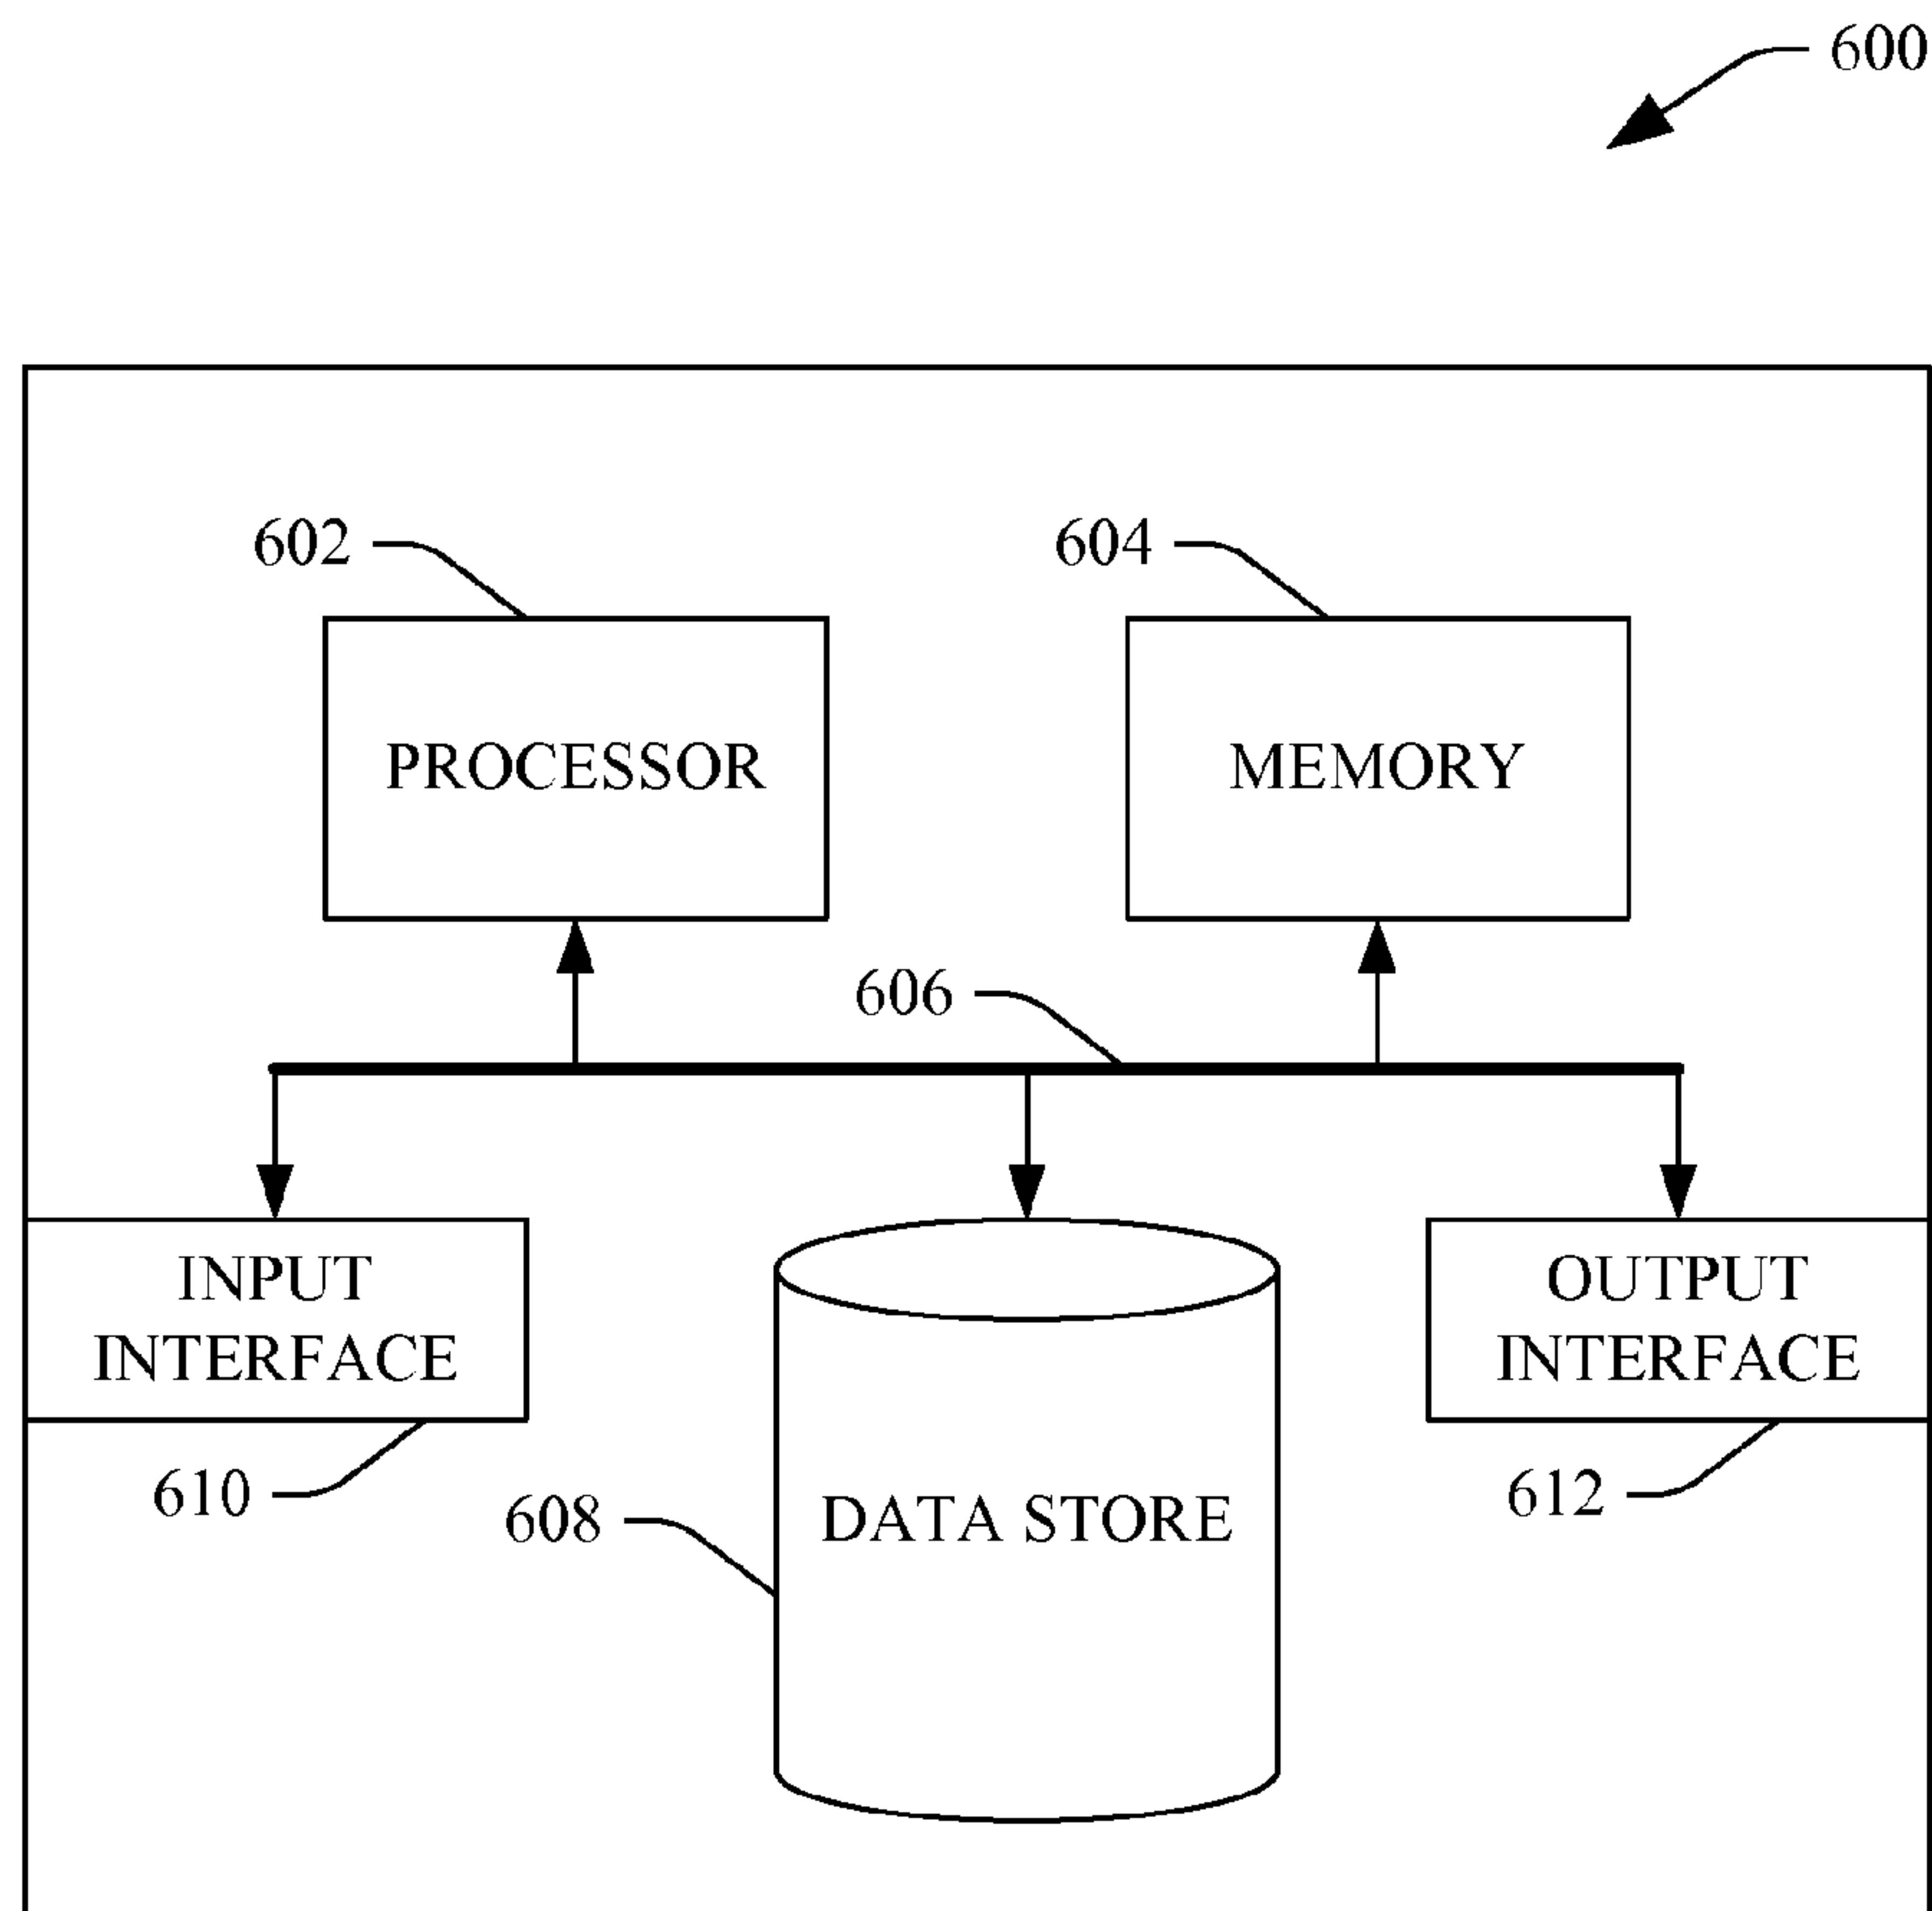 600
602
604
PROCESSOR
MEMORY
606
INPUT
INTERFACE
OUTPUT
INTERFACE
610
608
DATA STORE
612